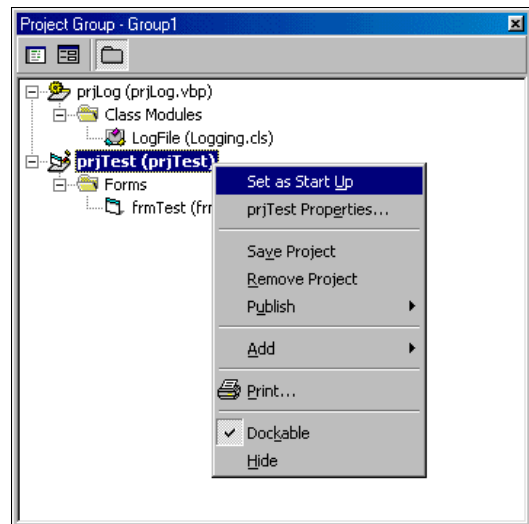 Project Group - Group1
prjLog (prjLog.vbp)
Class Modules
LogFile (Logging.cls)
prjTest (prjTest)
Forms
frmTest (fr
Set as Start Up
prjTest Properties...
Save Project
Remove Project
Publish
Add
Print...
Dockable
Hide